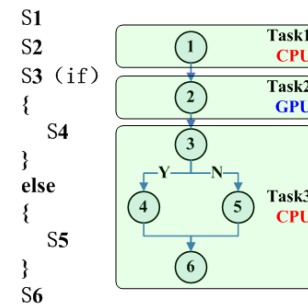 S1
S2
S3 (if)
{
S4
}
else
{
S5
}
S6
1
Task1
CPU
2
Task2
GPU
3
Y
N
4
5
Task3
CPU
6